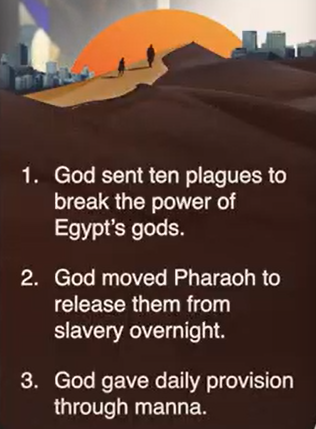 1. God sent ten plagues to
break the power of
Egypt's gods.
2. God moved Pharaoh to
release them from
slavery overnight.
3. God gave daily provision
through manna.